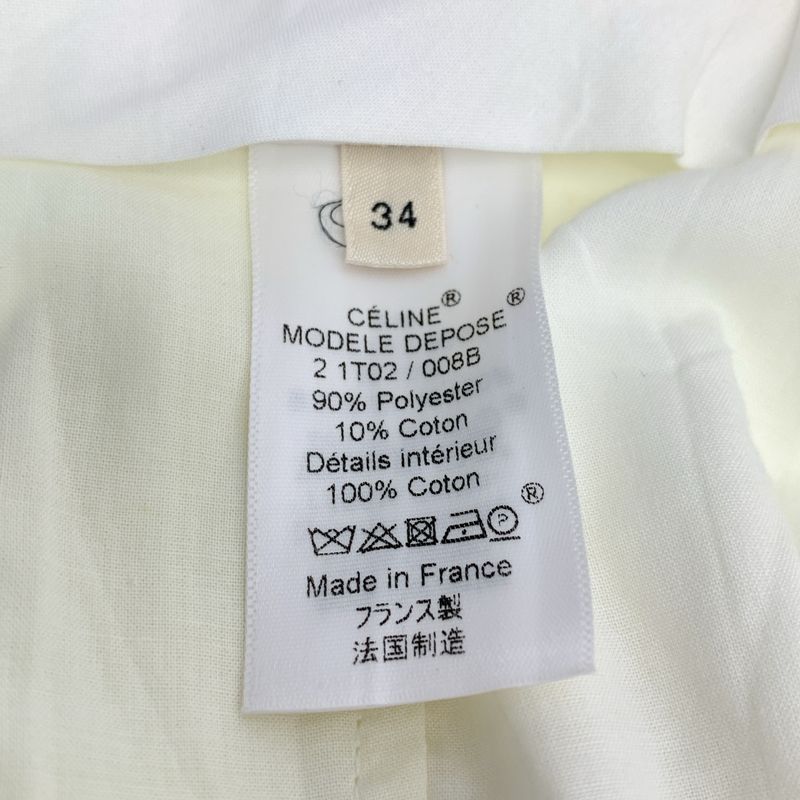 34
CÉLINE®
MODELE DEPOSE®
2 1T02 / 008B
90% Polyester
10% Coton
Détails intérieur
100% Coton
P ®
Made in France
フランス製
法国制造